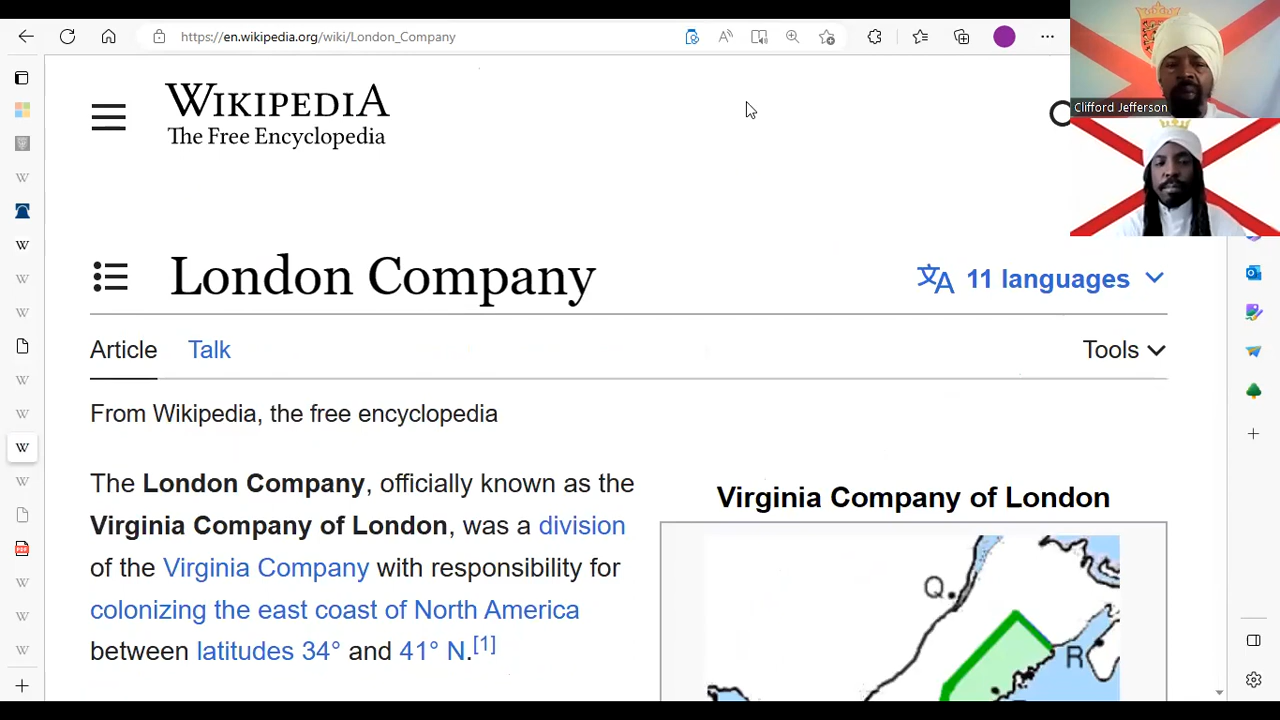 https://en.wikipedia.org/wiki/London_Company
WIKIPEDIA
The Free Encyclopedia
Clifford Jefferson
London Company
11 languages
Article Talk Tools
From Wikipedia, the free encyclopedia
The London Company, officially known as the
Virginia Company of London, was a division
of the Virginia Company with responsibility for
colonizing the east coast of North America
between latitudes 34° and 41° N.[1]
Virginia Company of London
Q
R